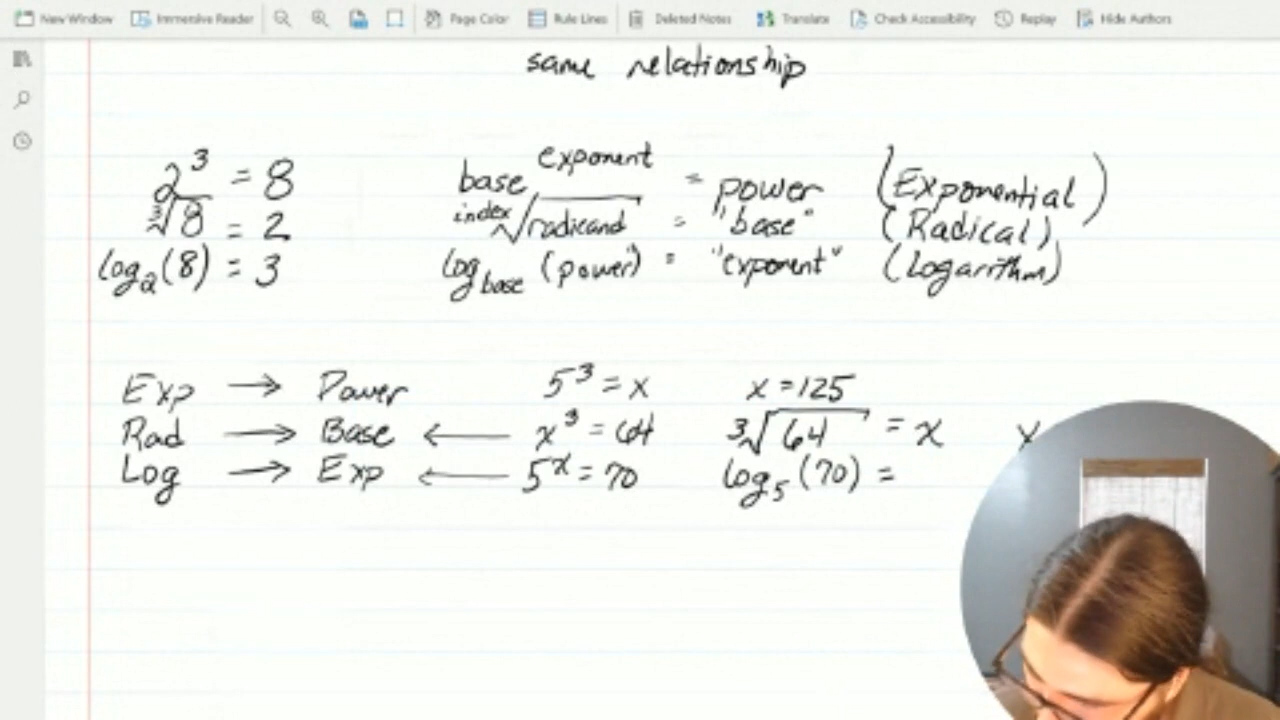 New Window Immersive Reader Page Color Rule Lines Deleted Notes Translate Check Accessibility Replay Hide Authors
same relationship
2³ = 8 base^exponent = power (Exponential)
∛8 = 2 index√radicand = "base" (Radical)
log₂(8) = 3 log_base (power) = "exponent" (Logarithm)
Exp → Power 5³ = x x = 125
Rad → Base ← x³ = 64 ∛64 = x x
Log → Exp ← 5ˣ = 70 log₅(70) =